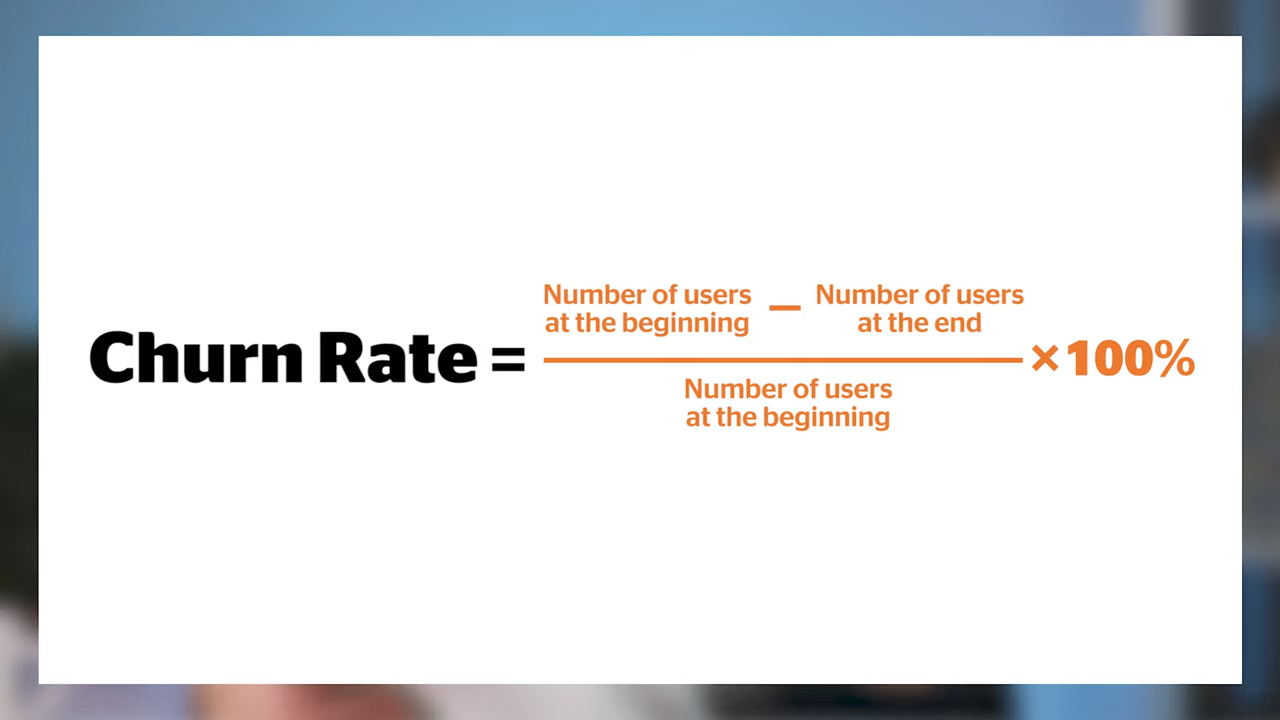 Number of users — Number of users
at the beginning at the end
Churn Rate = × 100%
Number of users
at the beginning